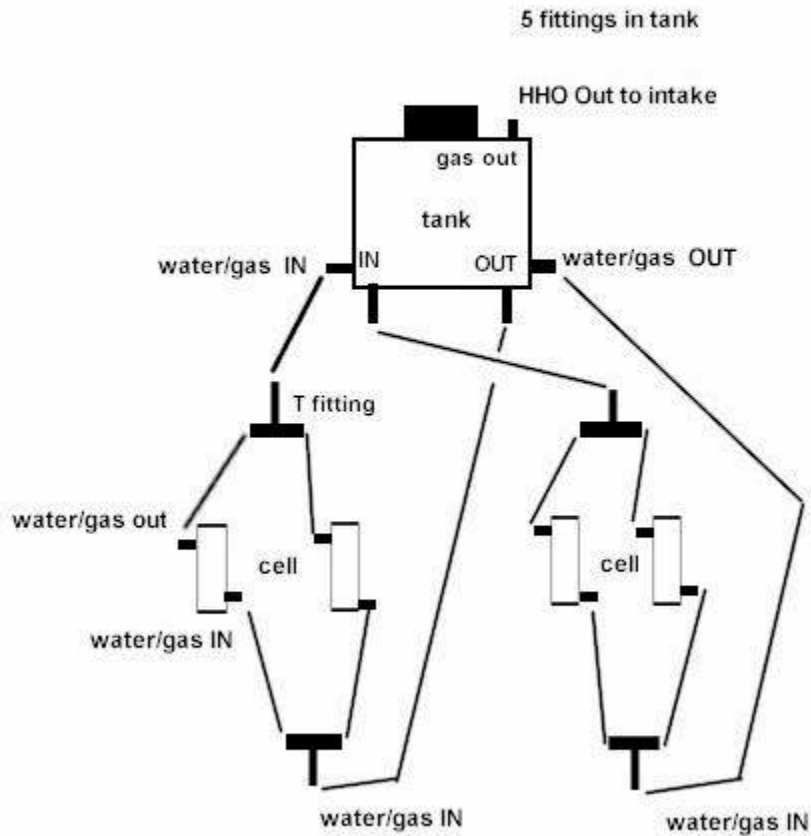 5 fittings in tank
HHO Out to intake
gas out
tank
water/gas IN
IN
OUT
water/gas OUT
T fitting
water/gas out
cell
cell
water/gas IN
water/gas IN
water/gas IN